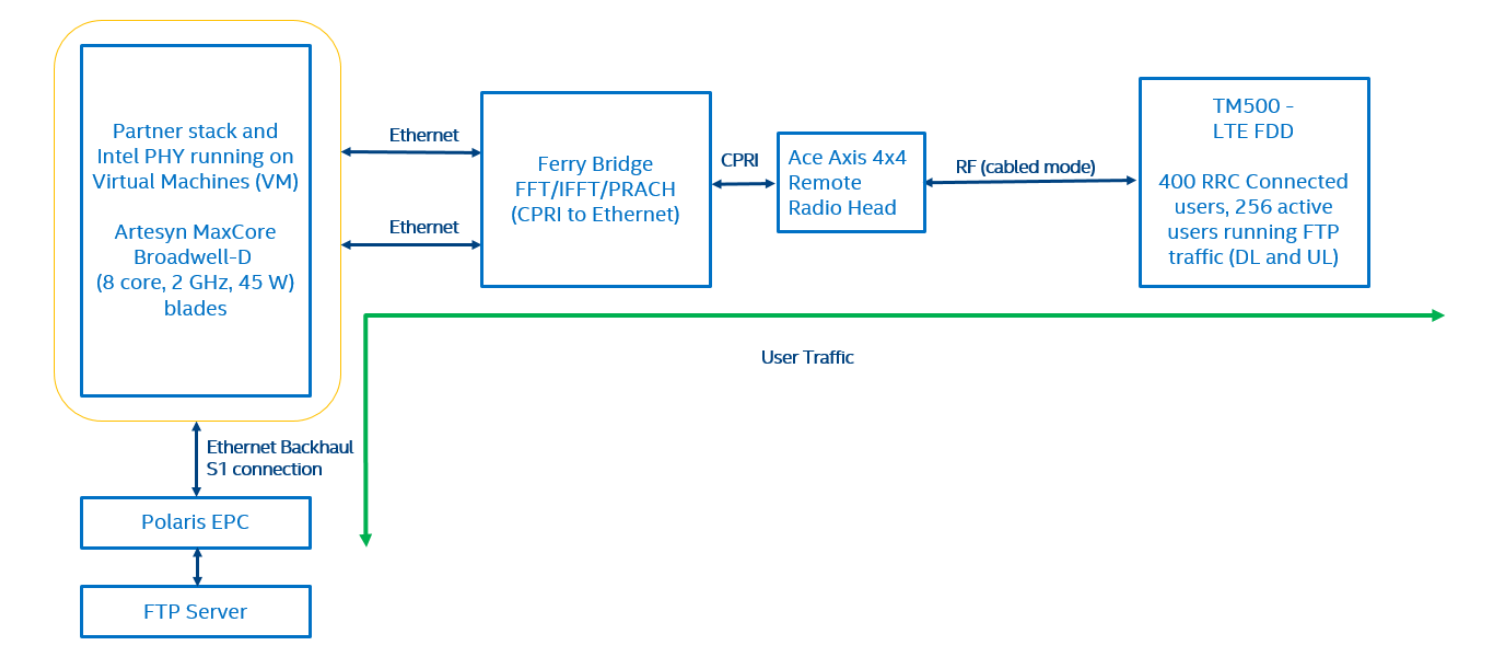 Partner stack and
Intel PHY running on
Virtual Machines (VM)
Artesyn MaxCore
Broadwell-D
(8 core, 2 GHz, 45 W)
blades
Ethernet
Ethernet
Ferry Bridge
FFT/IFFT/PRACH
(CPRI to Ethernet)
CPRI
Ace Axis 4x4
Remote
Radio Head
RF (cabled mode)
TM500 -
LTE FDD
400 RRC Connected
users, 256 active
users running FTP
traffic (DL and UL)
User Traffic
Ethernet Backhaul
S1 connection
Polaris EPC
FTP Server